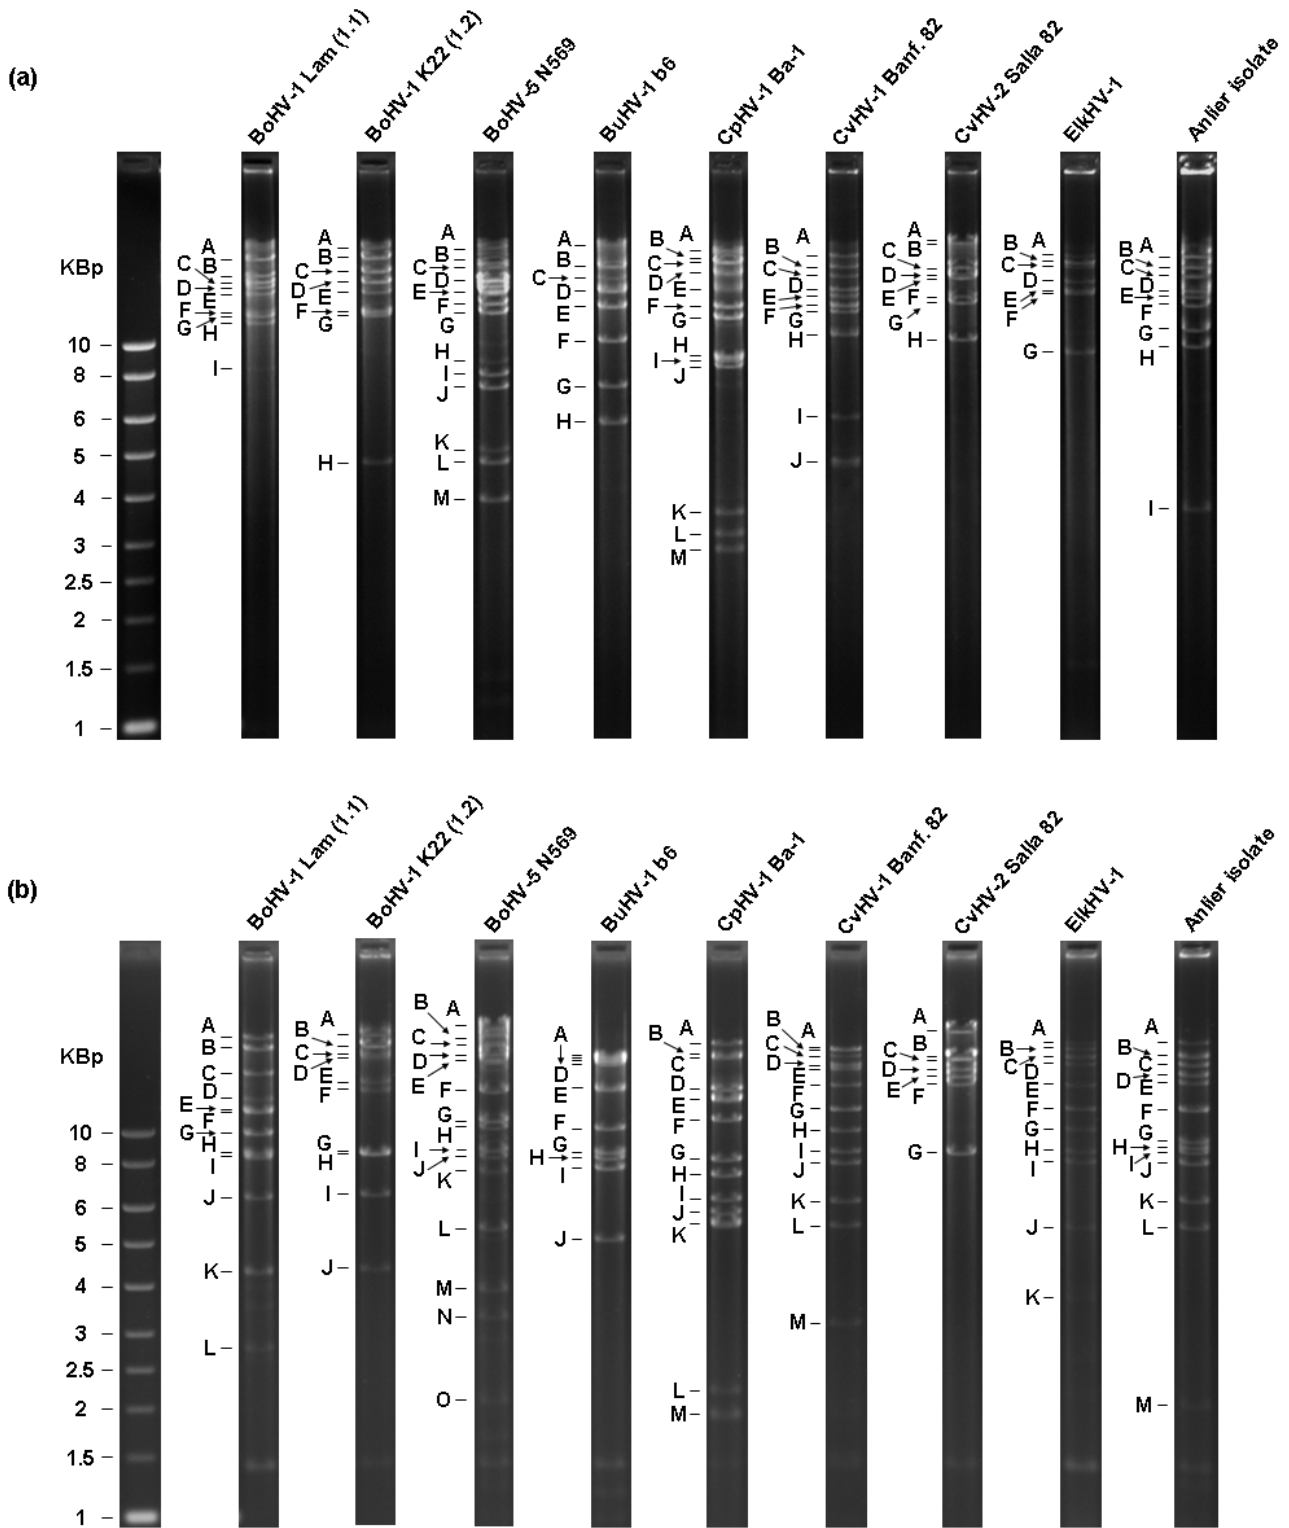 (a)
BoHV-1 Lam (1.1)
BoHV-1 K22 (1.2)
BoHV-5 N569
BuHV-1 b6
CpHV-1 Ba-1
CvHV-1 Banf. 82
CvHV-2 Salla 82
ElkHV-1
Anlier isolate
KBp
10
8
6
5
4
3
2.5
2
1.5
1
A
B
C
D
E
F
G
H
I
A
B
C
D
E
F
G
H
A
B
C
D
E
F
G
H
I
J
K
L
M
A
B
C
D
E
F
G
H
A
B
C
D
E
F
G
H
I
J
K
L
M
A
B
C
D
E
F
G
H
I
J
A
B
C
D
E
F
G
H
A
B
C
D
E
F
G
A
B
C
D
E
F
G
H
I
(b)
BoHV-1 Lam (1.1)
BoHV-1 K22 (1.2)
BoHV-5 N569
BuHV-1 b6
CpHV-1 Ba-1
CvHV-1 Banf. 82
CvHV-2 Salla 82
ElkHV-1
Anlier isolate
KBp
10
8
6
5
4
3
2.5
2
1.5
1
A
B
C
D
E
F
G
H
I
J
K
L
A
B
C
D
E
F
G
H
I
J
A
B
C
D
E
F
G
H
I
J
K
L
M
N
O
A
D
E
F
G
H
I
J
A
B
C
D
E
F
G
H
I
J
K
L
M
A
B
C
D
E
F
G
H
I
J
K
L
M
A
B
C
D
E
F
G
A
B
C
D
E
F
G
H
I
J
K
A
B
C
D
E
F
G
H
I
J
K
L
M